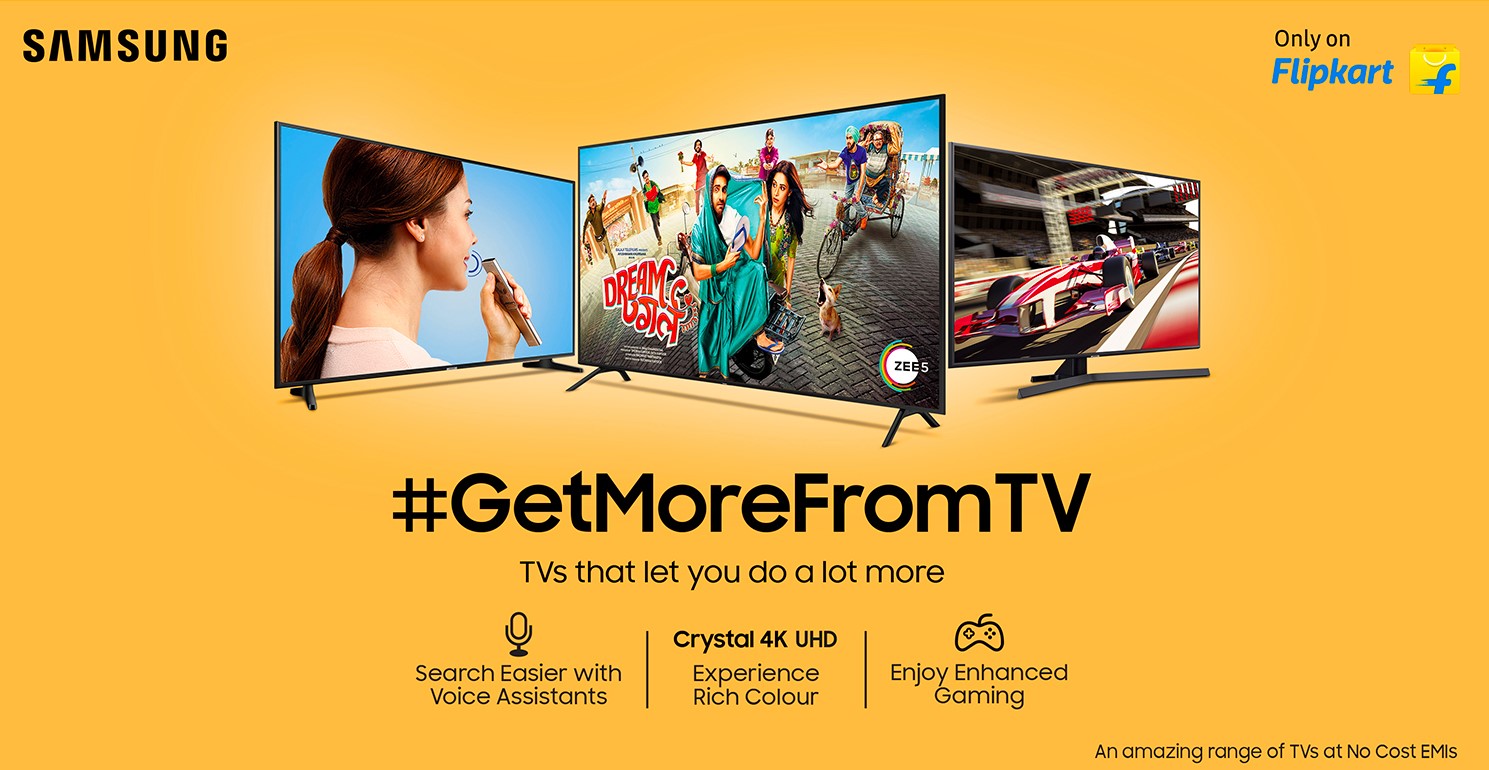 SAMSUNG
Only on
Flipkart
DREAM
गर्ल
ZEE5
#GetMoreFromTV
TVs that let you do a lot more
Search Easier with
Voice Assistants
Crystal 4K UHD
Experience
Rich Colour
Enjoy Enhanced
Gaming
An amazing range of TVs at No Cost EMIs